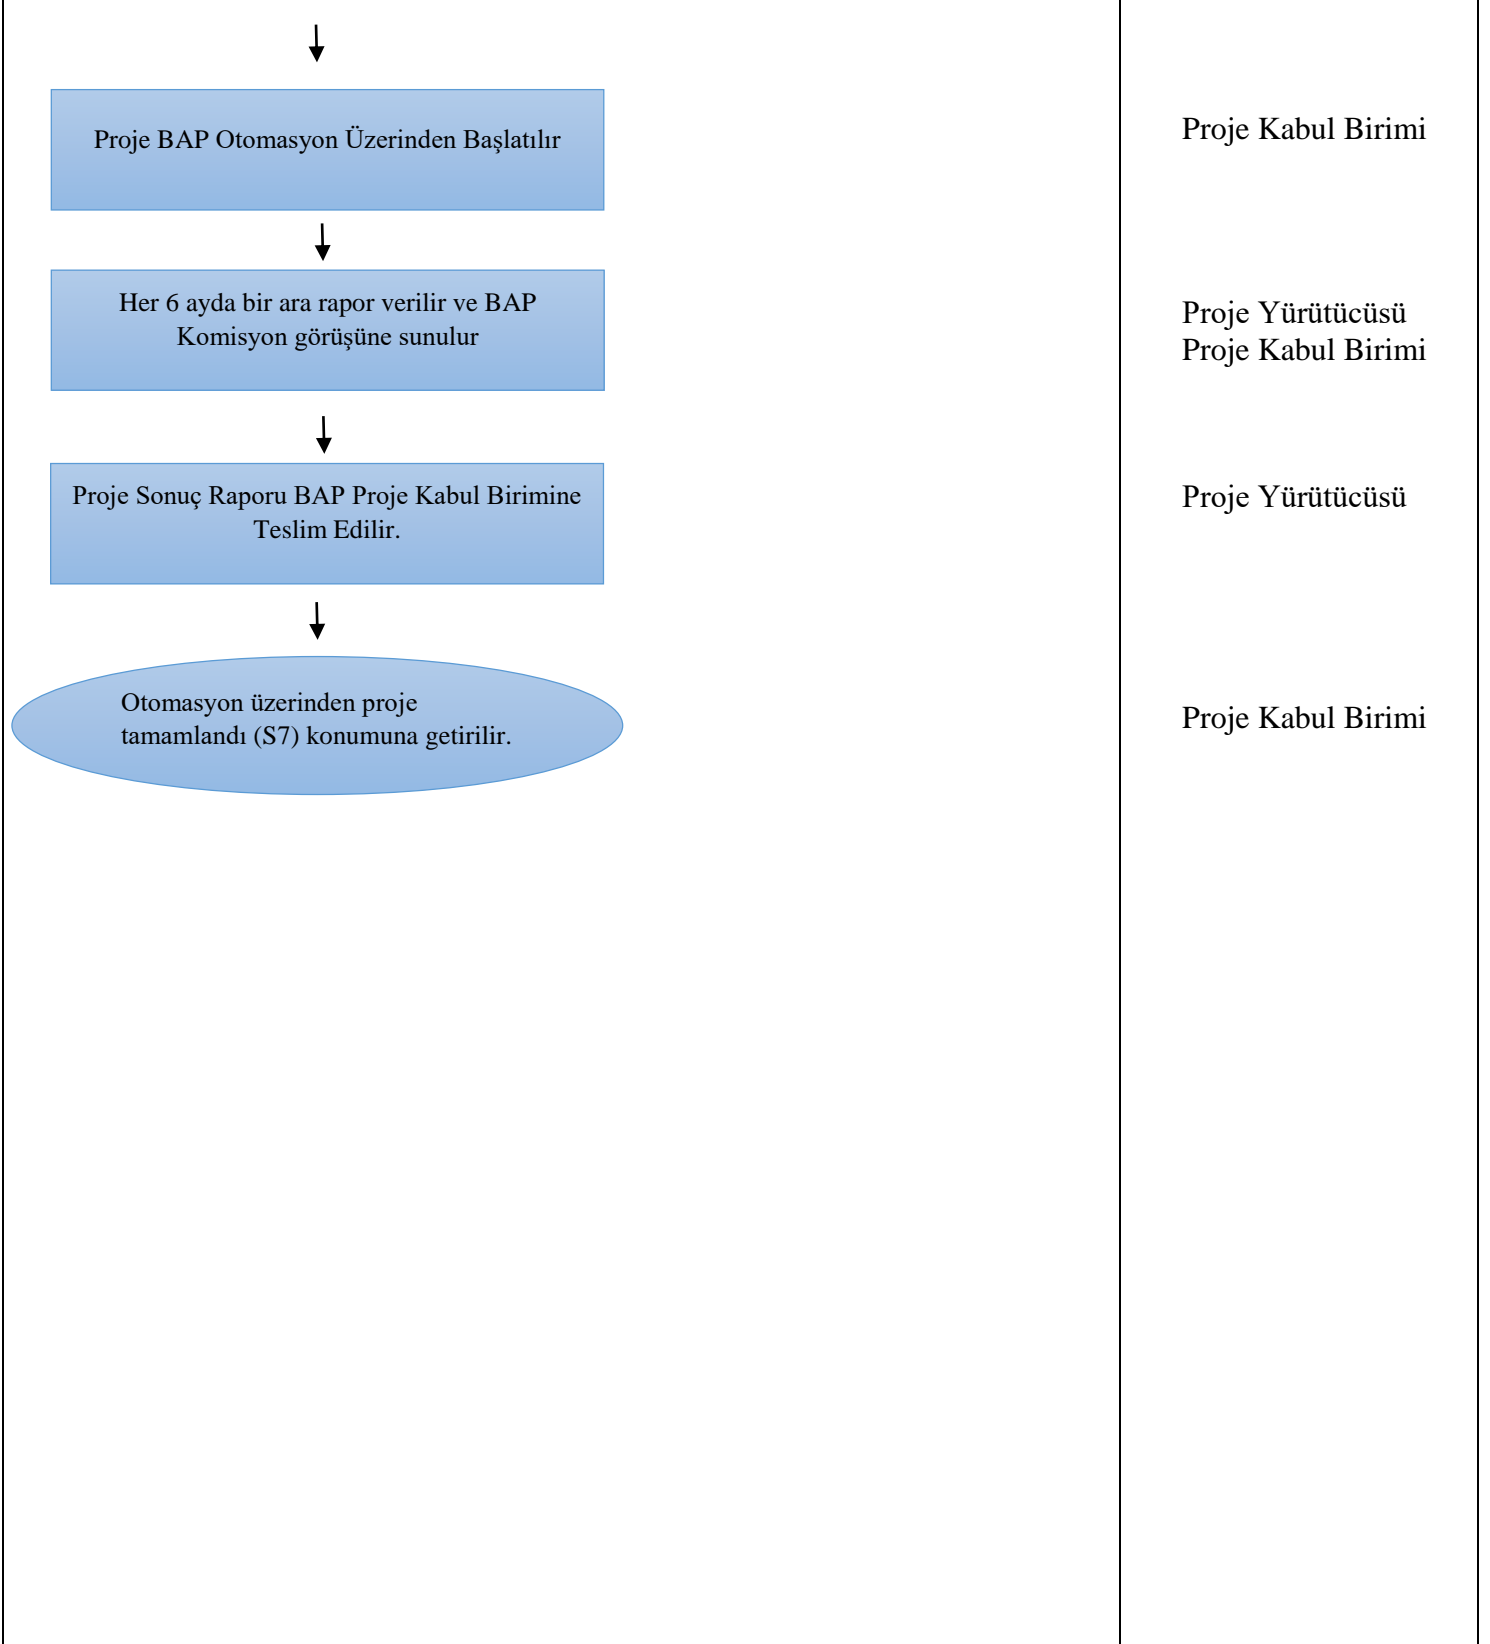 Proje BAP Otomasyon Üzerinden Başlatılır
Proje Kabul Birimi
Her 6 ayda bir ara rapor verilir ve BAP
Komisyon görüşüne sunulur
Proje Yürütücüsü
Proje Kabul Birimi
Proje Sonuç Raporu BAP Proje Kabul Birimine
Teslim Edilir.
Proje Yürütücüsü
Otomasyon üzerinden proje
tamamlandı (S7) konumuna getirilir.
Proje Kabul Birimi